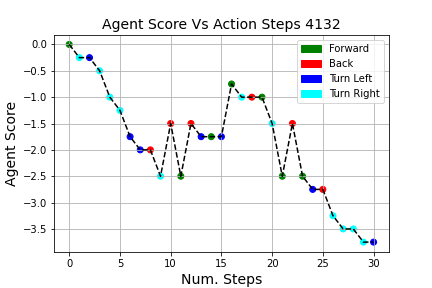 Agent Score Vs Action Steps 4132
Forward
Back
Turn Left
Turn Right
Agent Score
0.0
−0.5
−1.0
−1.5
−2.0
−2.5
−3.0
−3.5
0 5 10 15 20 25 30
Num. Steps